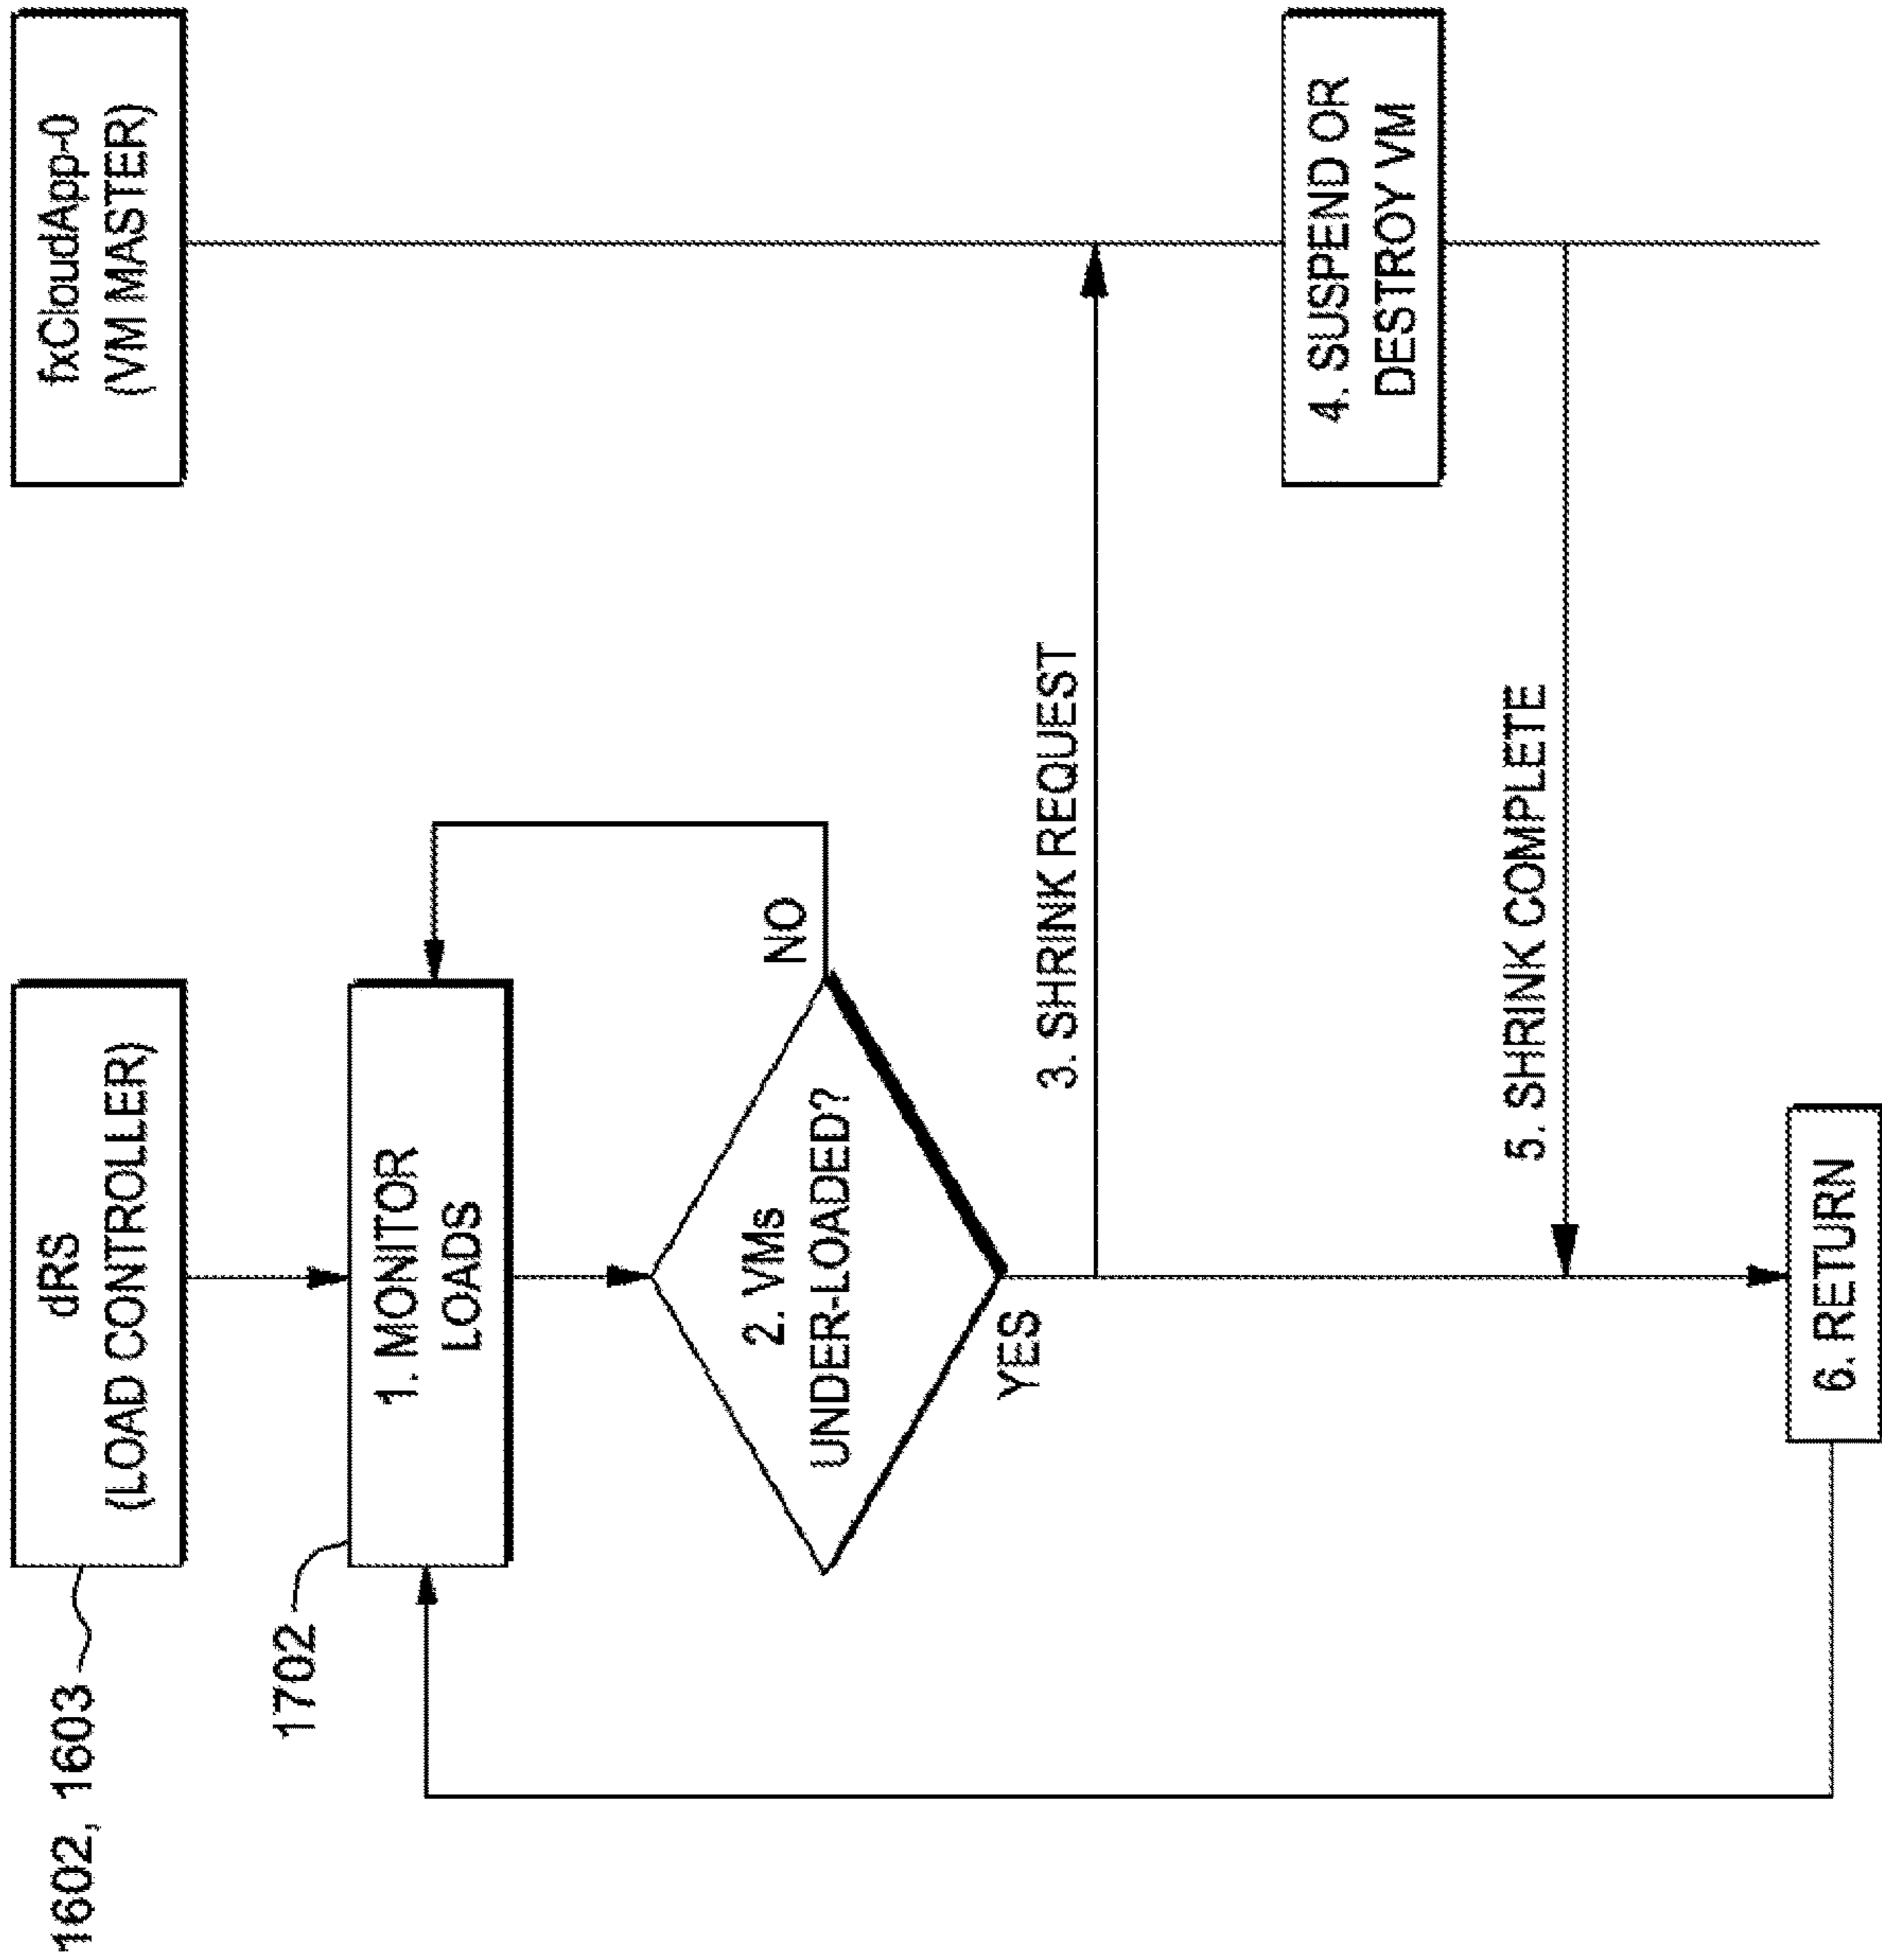 1602, 1603
dRS
(LOAD CONTROLLER)
fxCloudApp-0
(VM MASTER)
1702
1. MONITOR
LOADS
2. VMs
UNDER-LOADED?
NO
YES
3. SHRINK REQUEST
4. SUSPEND OR
DESTROY VM
5. SHRINK COMPLETE
6. RETURN